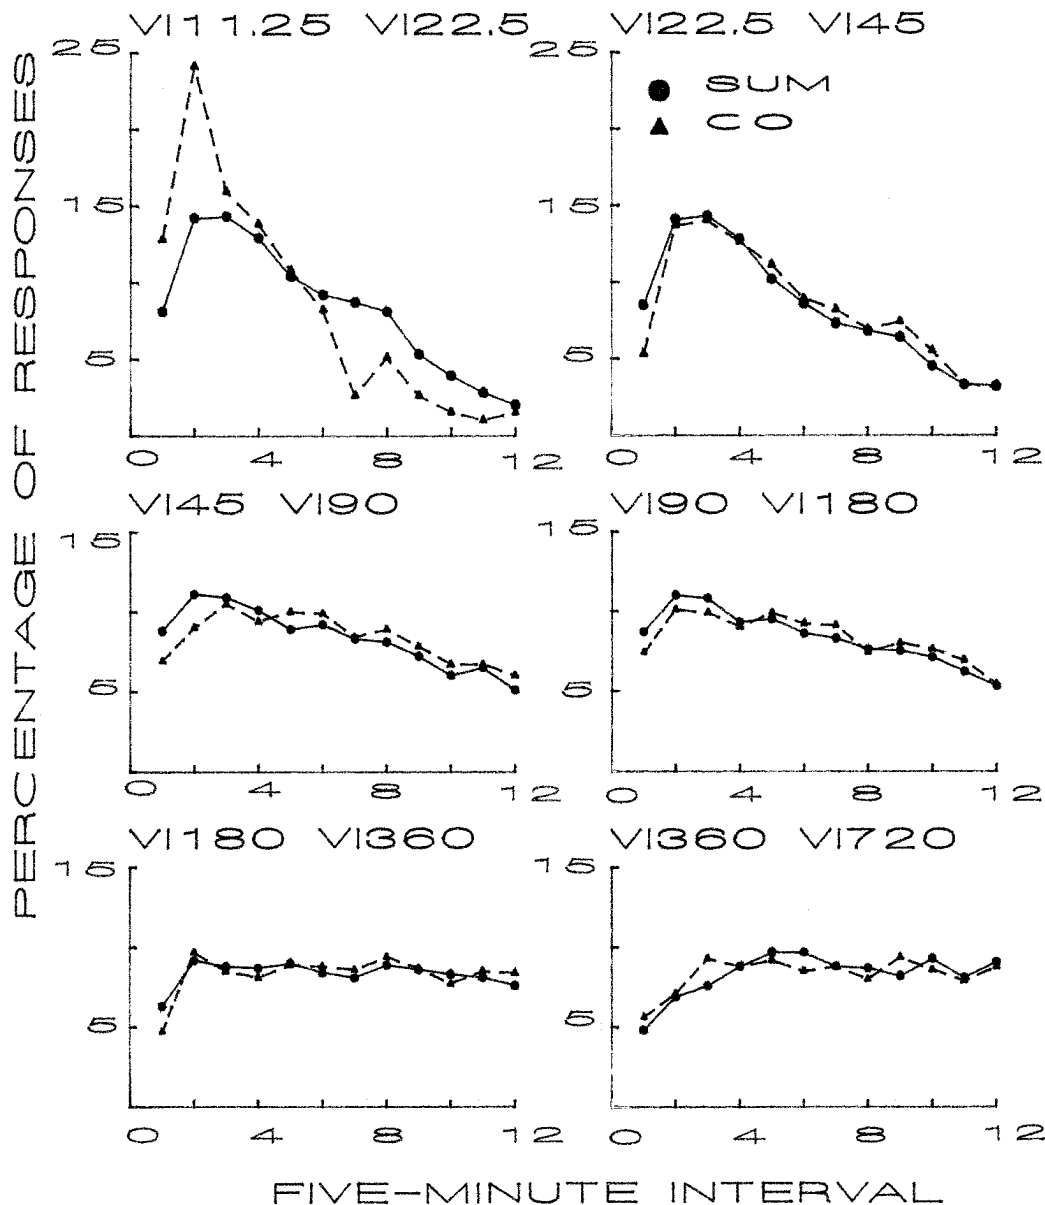 VI11.25 VI22.5
VI22.5 VI45
25
15
5
0 4 8 12
25
15
5
0 4 8 12
SUM
CO
VI45 VI90
VI90 VI180
15
5
0 4 8 12
15
5
0 4 8 12
VI180 VI360
VI360 VI720
15
5
0 4 8 12
15
5
0 4 8 12
PERCENTAGE OF RESPONSES
FIVE-MINUTE INTERVAL